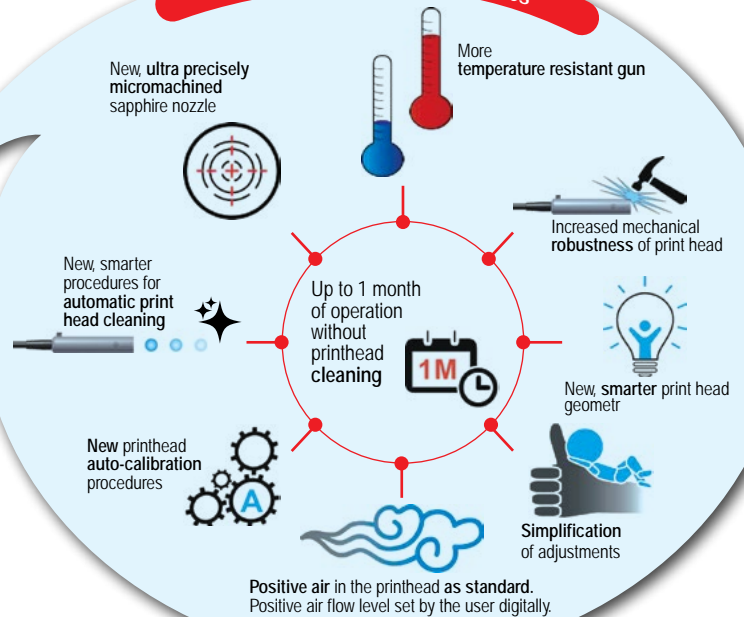 New, ultra precisely
micromachined
sapphire nozzle
More
temperature resistant gun
Increased mechanical
robustness of print head
New, smarter
procedures for
automatic print
head cleaning
Up to 1 month
of operation
without
printhead
cleaning
1M
New, smarter print head
geometr
New printhead
auto-calibration
procedures
A
Simplification
of adjustments
Positive air in the printhead as standard.
Positive air flow level set by the user digitally.